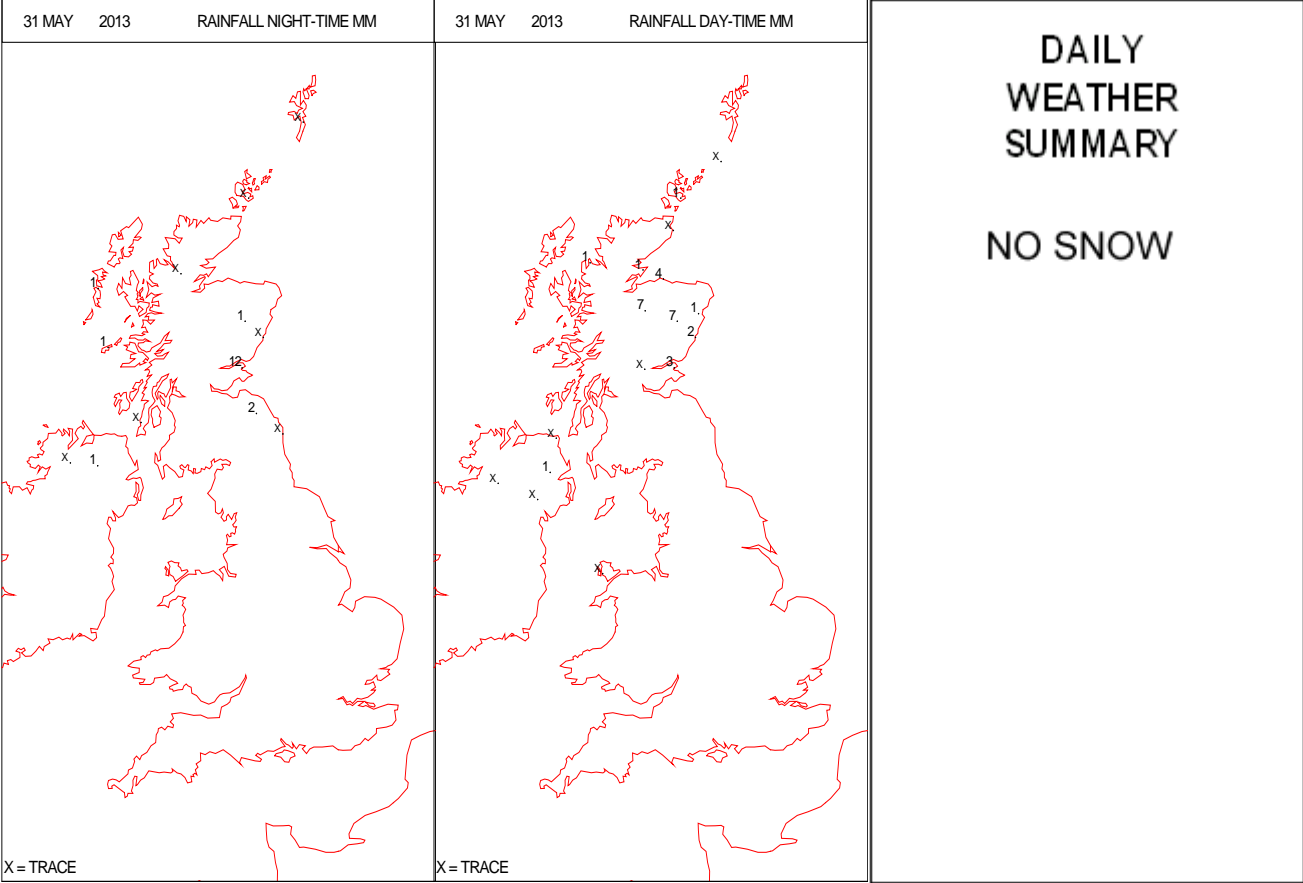 31 MAY 2013 RAINFALL NIGHT-TIME MM
X.
X.
X.
1
1.
X.
1
12.
2.
X.
X.
X.
1.
X = TRACE
31 MAY 2013 RAINFALL DAY-TIME MM
X.
1.
X.
1.
1.
4.
7.
7.
1.
2.
X.
3.
X.
1.
X.
X.
X.
X = TRACE
DAILY
WEATHER
SUMMARY
NO SNOW